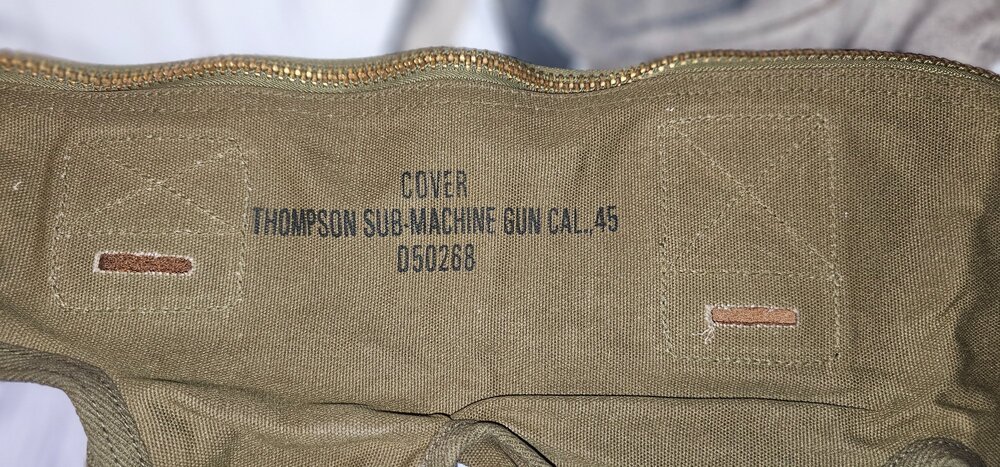 COVER
THOMPSON SUB-MACHINE GUN CAL.,45
D50268